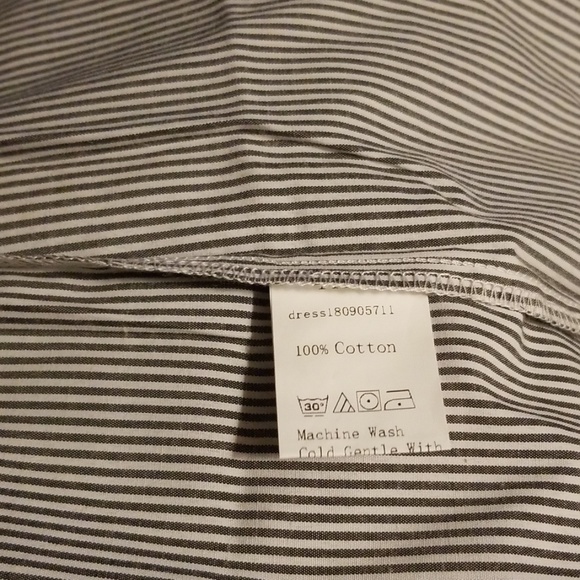 dress180905711
100% Cotton
30°
Machine Wash
Cold Gentle With